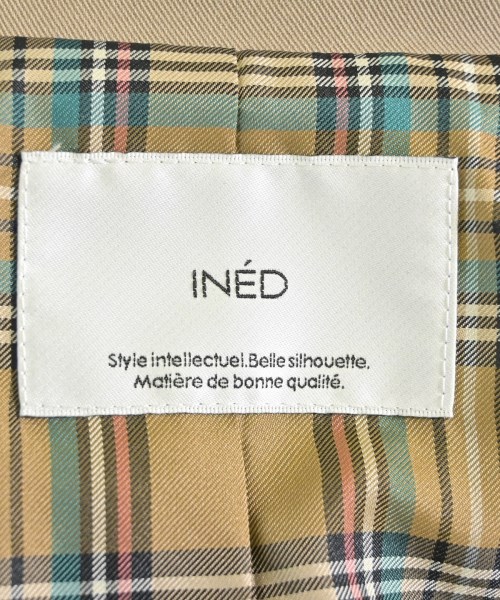 INÉD
Style intellectuel.Belle silhouette.
Matière de bonne qualité.